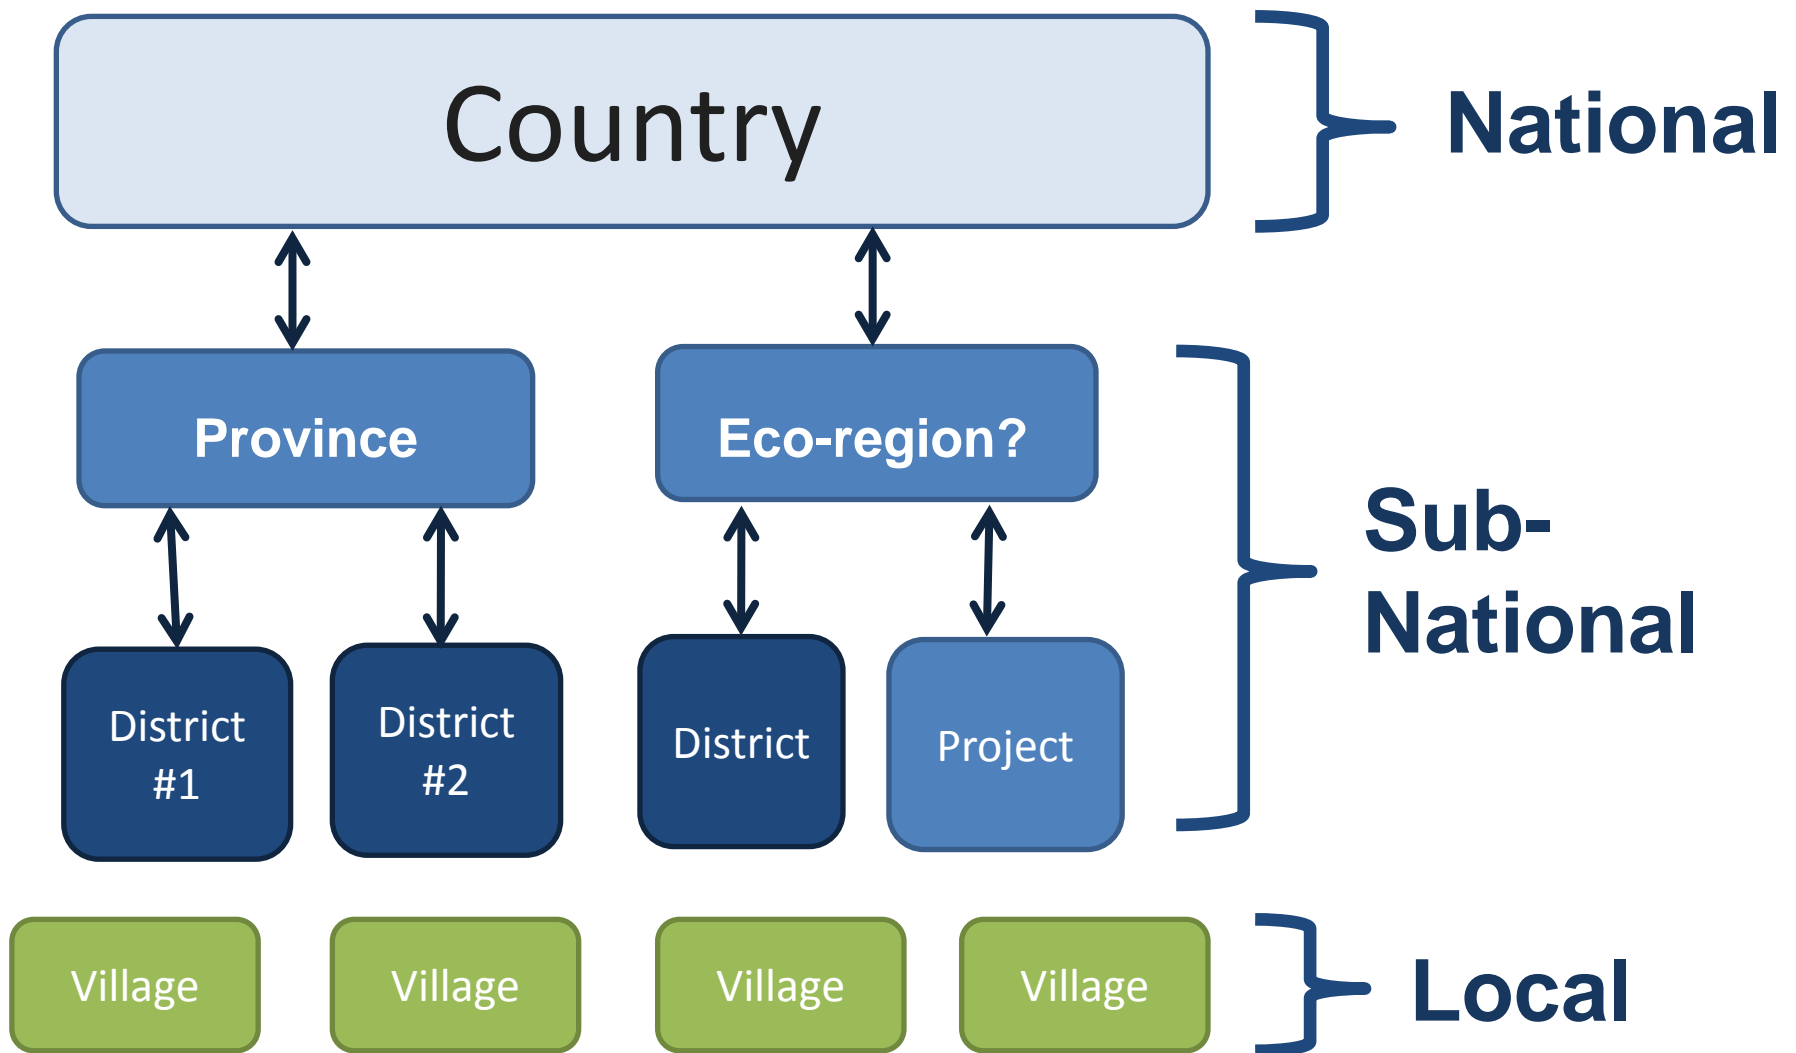 Country
National
Province
Eco-region?
Sub-
National
District
#1
District
#2
District
Project
Village
Village
Village
Village
Local